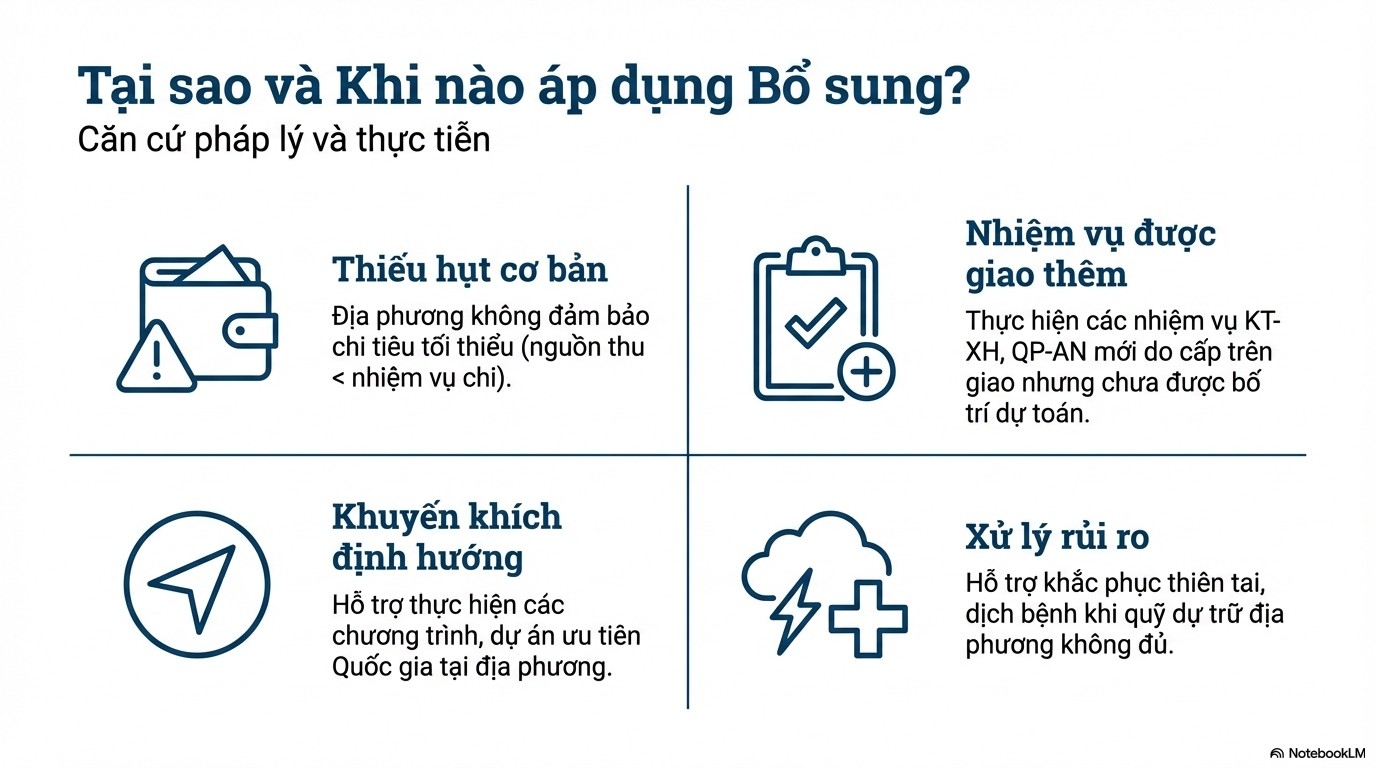 Tại sao và Khi nào áp dụng Bổ sung?
Căn cứ pháp lý và thực tiễn
Thiếu hụt cơ bản
Địa phương không đảm bảo
chi tiêu tối thiểu (nguồn thu
< nhiệm vụ chi).
Nhiệm vụ được
giao thêm
Thực hiện các nhiệm vụ KT-
XH, QP-AN mới do cấp trên
giao nhưng chưa được bố
trí dự toán.
Khuyến khích
định hướng
Hỗ trợ thực hiện các
chương trình, dự án ưu tiên
Quốc gia tại địa phương.
Xử lý rủi ro
Hỗ trợ khắc phục thiên tai,
dịch bệnh khi quỹ dự trữ địa
phương không đủ.
NotebookLM